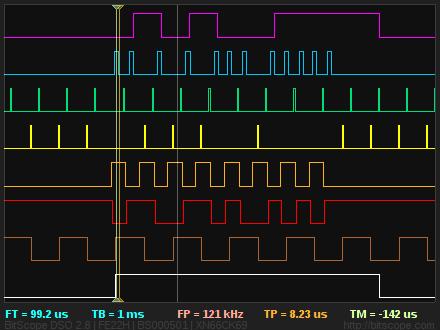 FT = 99.2 us TB = 1 ms FP = 121 kHz TP = 8.23 us TM = -142 us
BitScope DSO 2.8 | FE22H | BS000501 | XN66CK69 http://bitscope.com